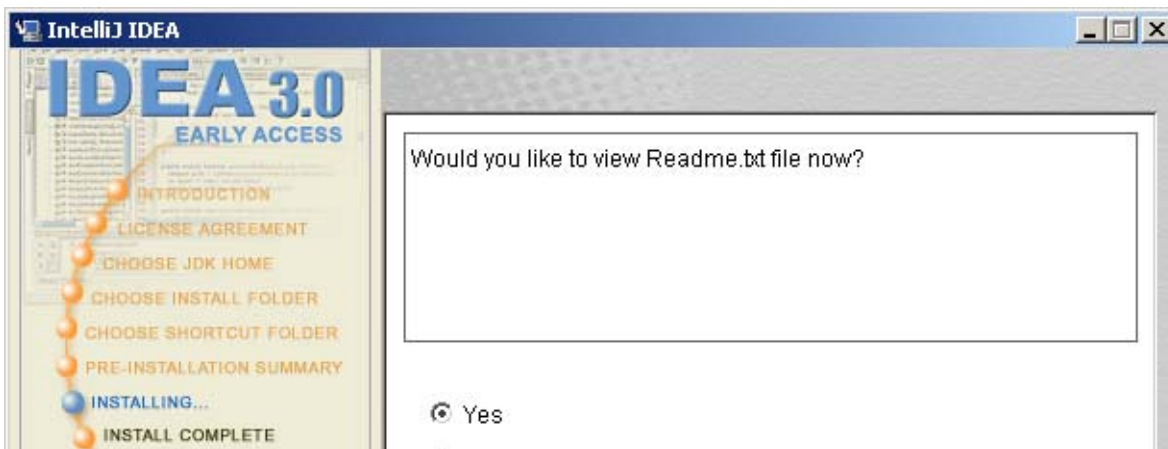 IntelliJ IDEA
IDEA 3.0
EARLY ACCESS
INTRODUCTION
LICENSE AGREEMENT
CHOOSE JDK HOME
CHOOSE INSTALL FOLDER
CHOOSE SHORTCUT FOLDER
PRE-INSTALLATION SUMMARY
INSTALLING...
INSTALL COMPLETE
Would you like to view Readme.txt file now?
Yes